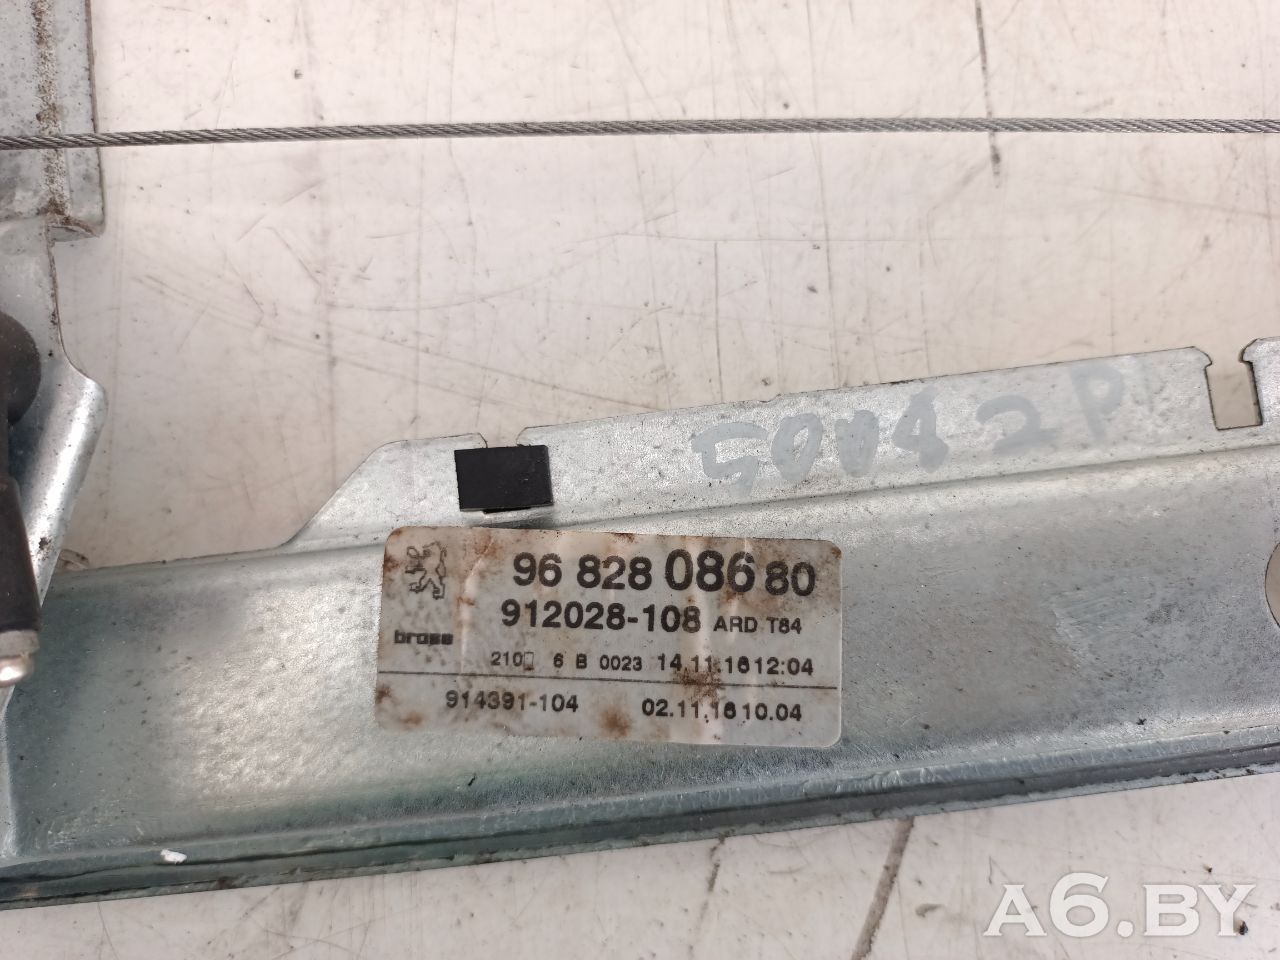 96 828 086 80
912028-108 ARD T84
brose
6 B 0023 14.11.16 12:04
914391-104 02.11.16 10.04
A6.BY